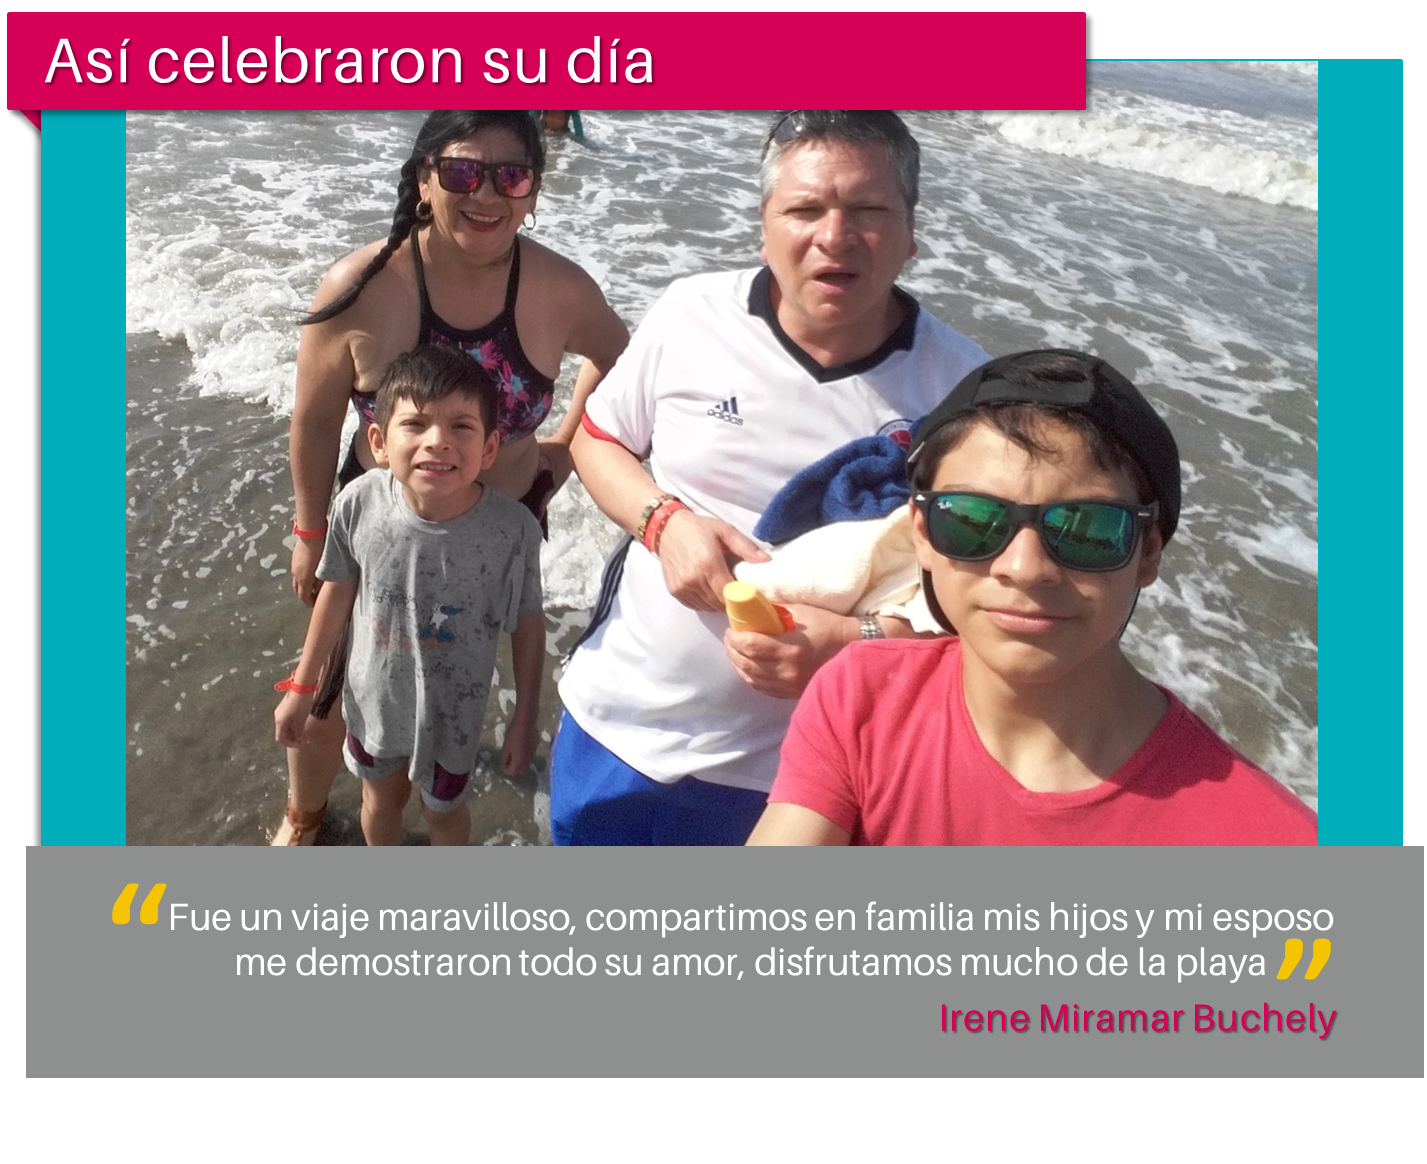 Así celebraron su día
adidas
“Fue un viaje maravilloso, compartimos en familia mis hijos y mi esposo
me demostraron todo su amor, disfrutamos mucho de la playa”
Irene Miramar Buchely